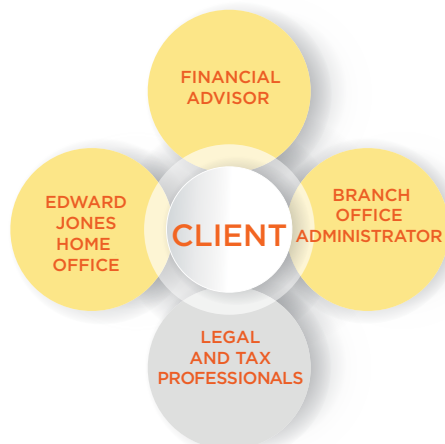 FINANCIAL
ADVISOR
EDWARD
JONES
HOME
OFFICE
CLIENT
BRANCH
OFFICE
ADMINISTRATOR
LEGAL
AND TAX
PROFESSIONALS